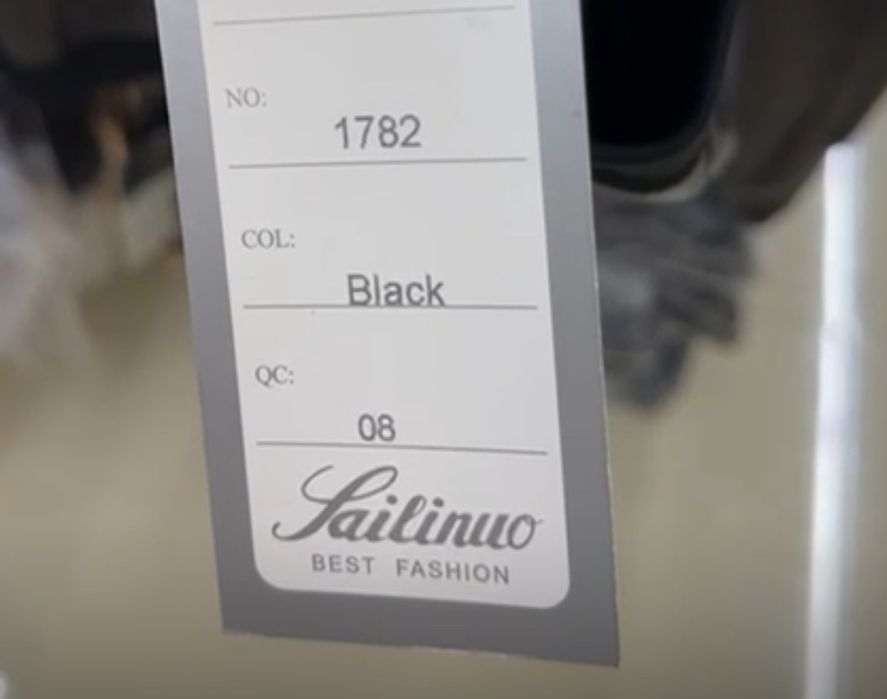 NO:
1782
COL:
Black
QC:
08
Sailinuo
BEST FASHION